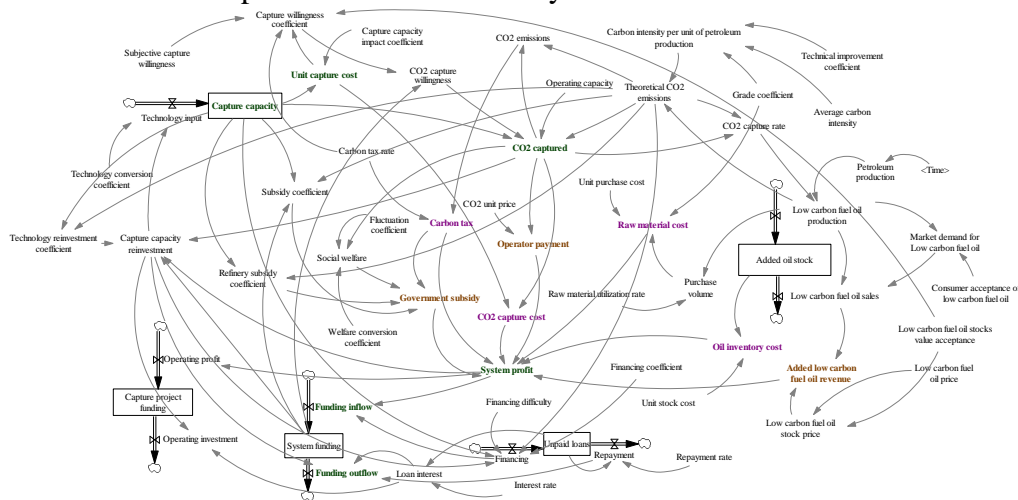 Capture willingness
coefficient
Subjective capture
willingness
Capture capacity
impact coefficient
CO2 emissions
Carbon intensity per unit of petroleum
production
Technical improvement
coefficient
Unit capture cost
CO2 capture
willingness
Operating capacity
Theoretical CO2
emissions
Grade coefficient
Average carbon
intensity
Capture capacity
Technology input
CO2 capture rate
CO2 captured
Carbon tax rate
Technology conversion
coefficient
Subsidy coefficient
Unit purchase cost
Petroleum
production
<Time>
CO2 unit price
Low carbon fuel oil
production
Fluctuation
coefficient
Carbon tax
Raw material cost
Technology reinvestment
coefficient
Capture capacity
reinvestment
Operator payment
Market demand for
Low carbon fuel oil
Social welfare
Added oil stock
Refinery subsidy
coefficient
Purchase
volume
Government subsidy
Raw material utilization rate
Low carbon fuel oil sales
Consumer acceptance o
low carbon fuel oil
CO2 capture cost
Welfare conversion
coefficient
Low carbon fuel oil stocks
value acceptance
Oil inventory cost
Operating profit
System profit
Financing coefficient
Added low carbon
fuel oil revenue
Low carbon fuel
oil price
Capture project
funding
Funding inflow
Financing difficulty
Unit stock cost
Low carbon fuel oil
stock price
Operating investment
System funding
Unpaid loans
Financing
Repayment
Repayment rate
Funding outflow
Loan interest
Interest rate